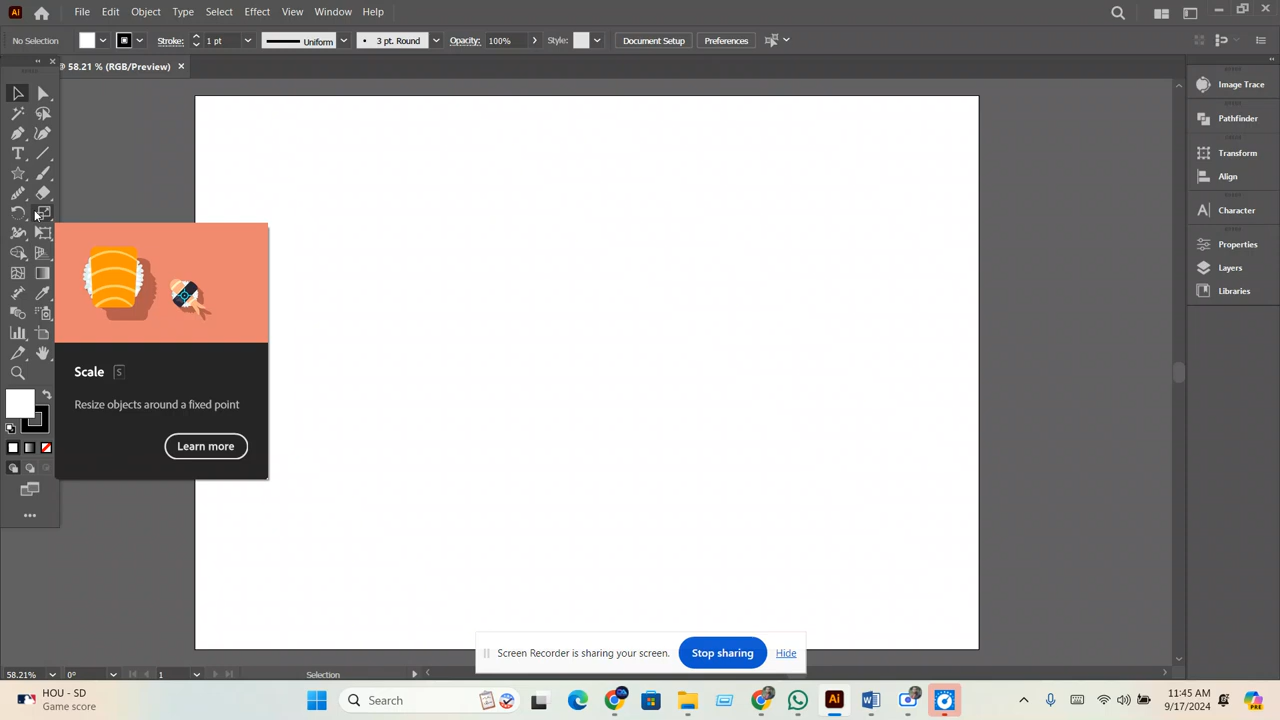 Ai File Edit Object Type Select Effect View Window Help
No Selection Stroke: 1 pt Uniform 3 pt. Round Opacity: 100% Style: Document Setup Preferences
@ 58.21 % (RGB/Preview) ×
Image Trace
Pathfinder
Transform
Align
Character
Properties
Layers
Libraries
Scale S
Resize objects around a fixed point
Learn more
Screen Recorder is sharing your screen. Stop sharing Hide
58.21% 0° 1 Selection
HOU - SD
Game score
Search
Ai
11:45 AM
9/17/2024
PRE